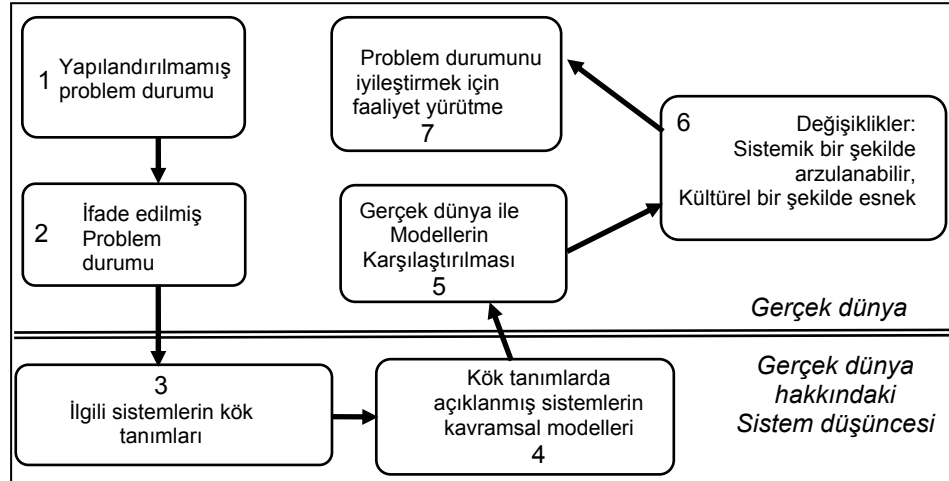 1 Yapılandırılmamış
problem durumu
2 İfade edilmiş
Problem
durumu
3
İlgili sistemlerin kök
tanımları
Kök tanımlarda
açıklanmış sistemlerin
kavramsal modelleri
4
Gerçek dünya ile
Modellerin
Karşılaştırılması
5
6 Değişiklikler:
Sistemik bir şekilde
arzulanabilir,
Kültürel bir şekilde esnek
Problem durumunu
iyileştirmek için
faaliyet yürütme
7
Gerçek dünya
Gerçek dünya
hakkındaki
Sistem düşüncesi